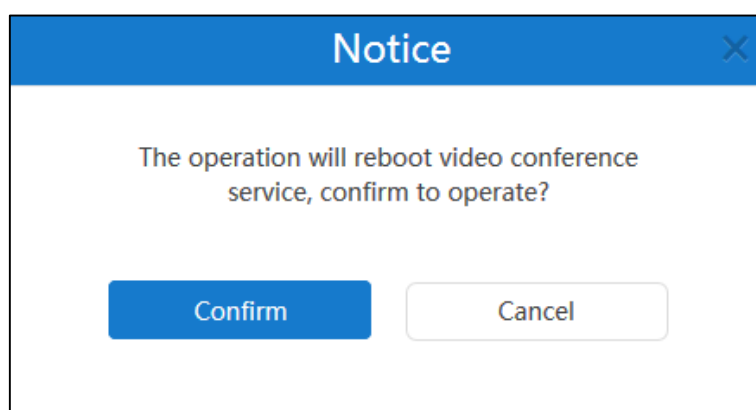 Notice
The operation will reboot video conference
service, confirm to operate?
Confirm
Cancel